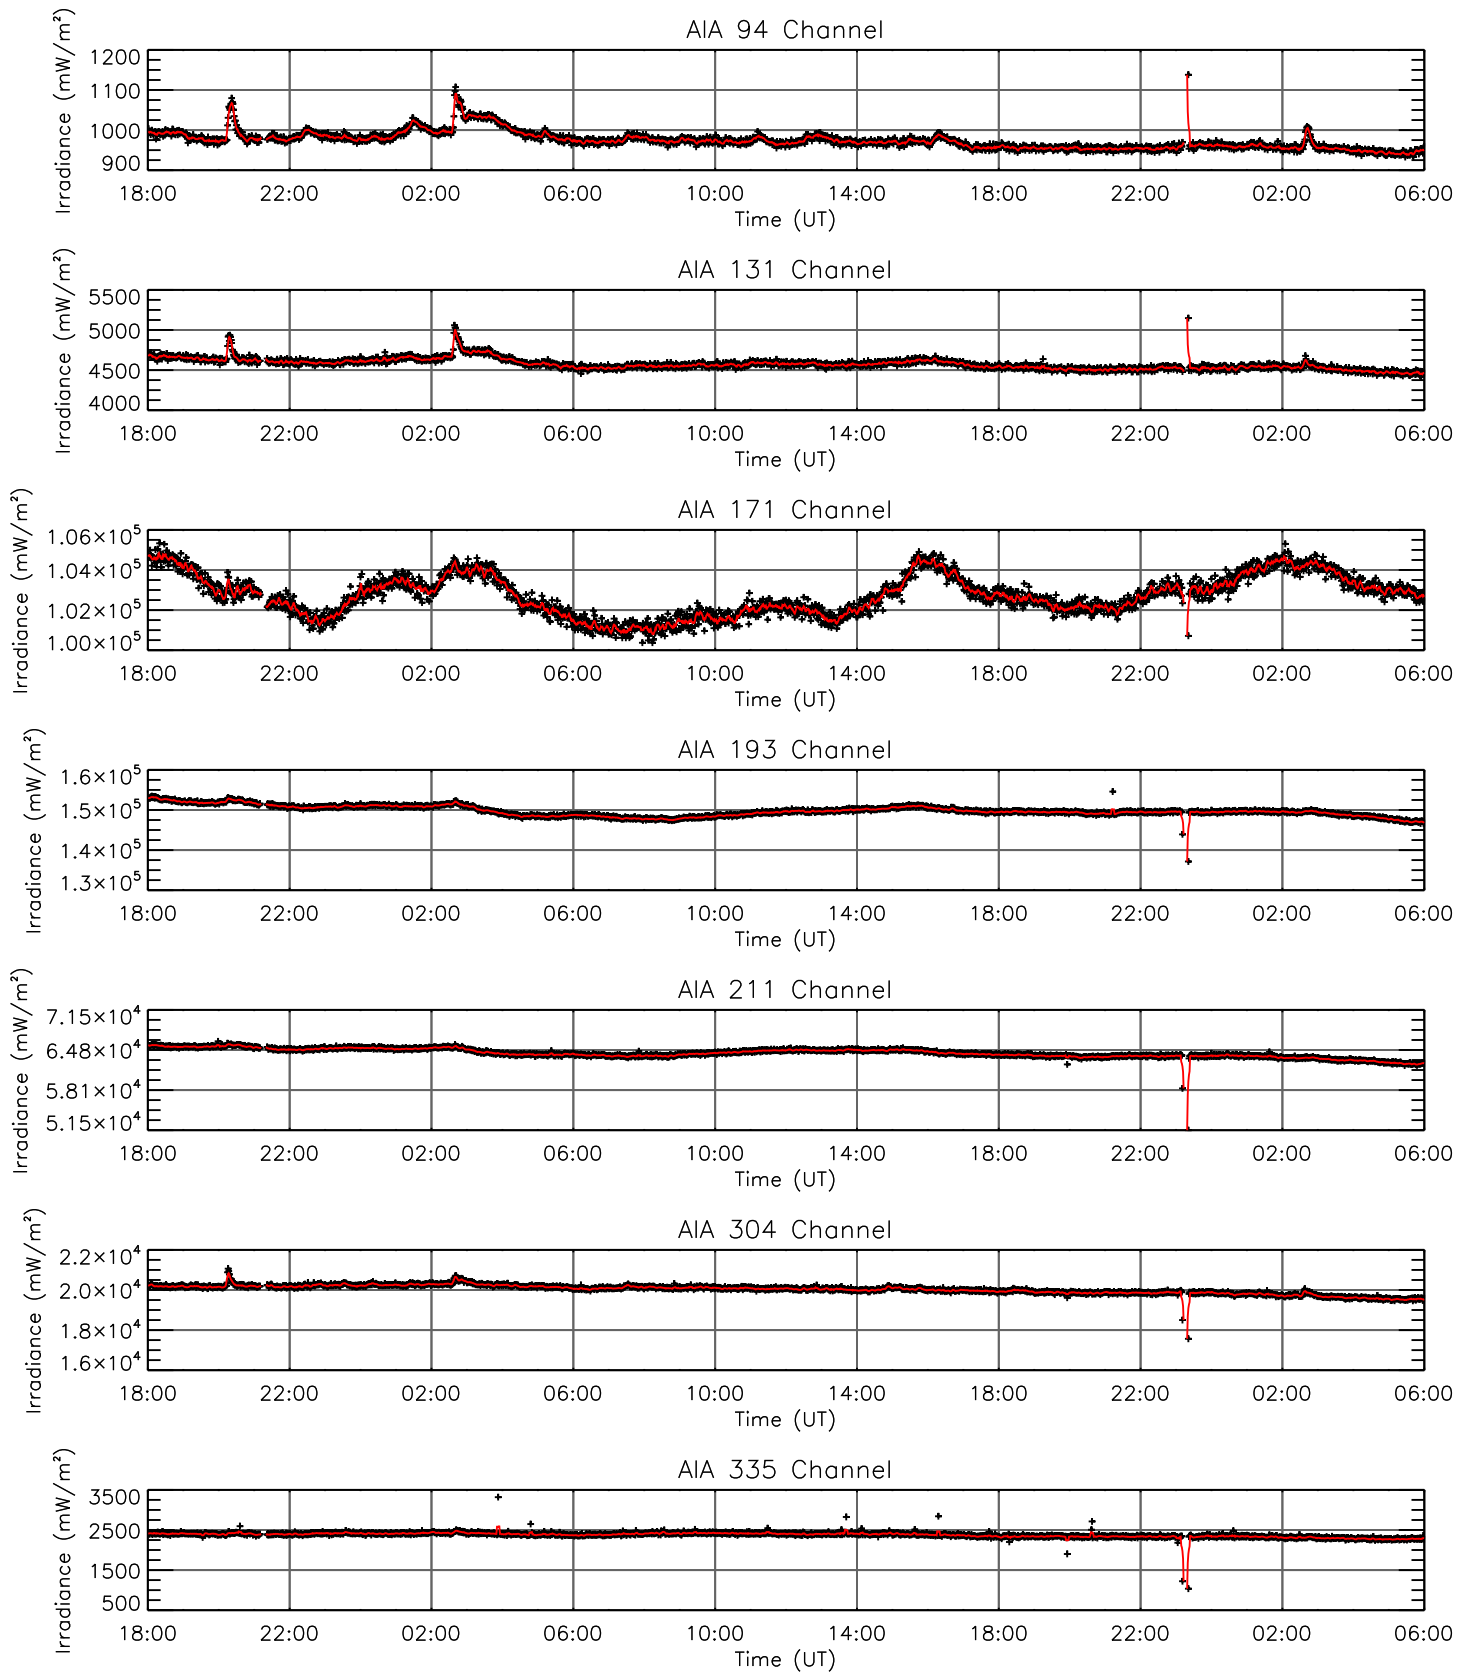 AIA 94 Channel
Irradiance (mW/m²)
1200
1100
1000
900
18:00 22:00 02:00 06:00 10:00 14:00 18:00 22:00 02:00 06:00
Time (UT)
AIA 131 Channel
Irradiance (mW/m²)
5500
5000
4500
4000
18:00 22:00 02:00 06:00 10:00 14:00 18:00 22:00 02:00 06:00
Time (UT)
AIA 171 Channel
Irradiance (mW/m²)
1.06×10⁵
1.04×10⁵
1.02×10⁵
1.00×10⁵
18:00 22:00 02:00 06:00 10:00 14:00 18:00 22:00 02:00 06:00
Time (UT)
AIA 193 Channel
Irradiance (mW/m²)
1.6×10⁵
1.5×10⁵
1.4×10⁵
1.3×10⁵
18:00 22:00 02:00 06:00 10:00 14:00 18:00 22:00 02:00 06:00
Time (UT)
AIA 211 Channel
Irradiance (mW/m²)
7.15×10⁴
6.48×10⁴
5.81×10⁴
5.15×10⁴
18:00 22:00 02:00 06:00 10:00 14:00 18:00 22:00 02:00 06:00
Time (UT)
AIA 304 Channel
Irradiance (mW/m²)
2.2×10⁴
2.0×10⁴
1.8×10⁴
1.6×10⁴
18:00 22:00 02:00 06:00 10:00 14:00 18:00 22:00 02:00 06:00
Time (UT)
AIA 335 Channel
Irradiance (mW/m²)
3500
2500
1500
500
18:00 22:00 02:00 06:00 10:00 14:00 18:00 22:00 02:00 06:00
Time (UT)